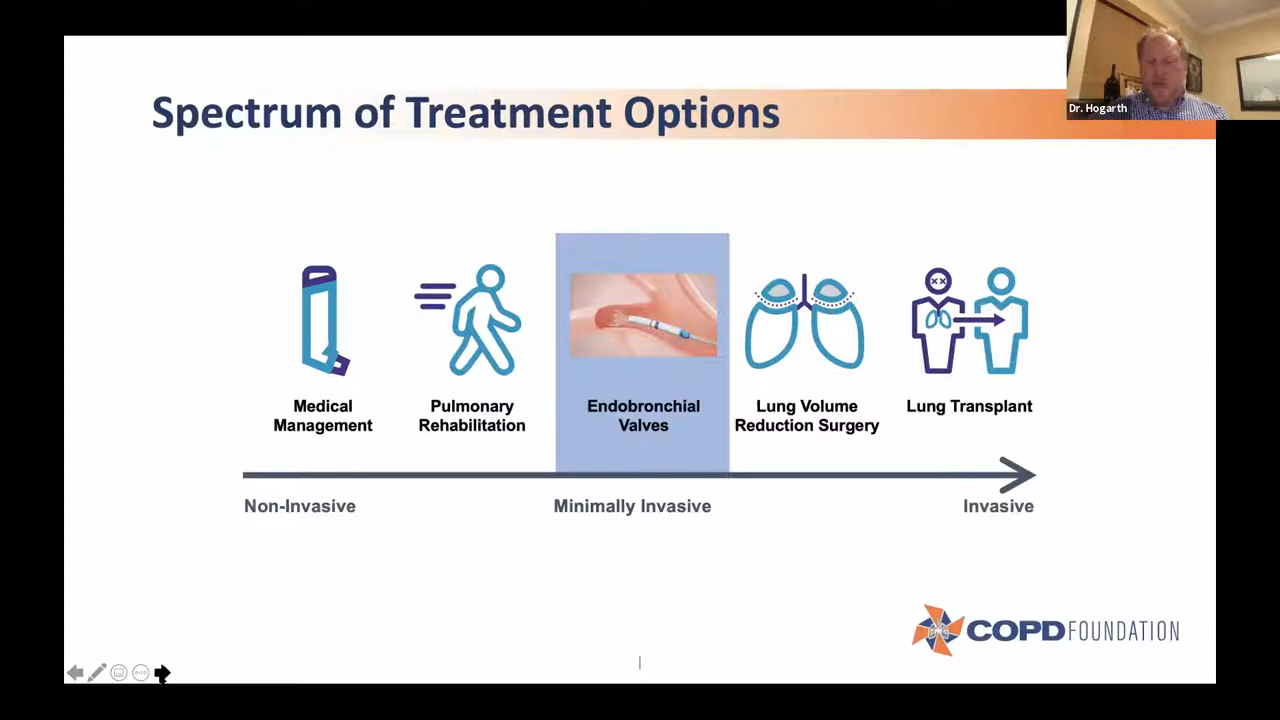 Dr. Hogarth
Spectrum of Treatment Options
Medical
Management
Pulmonary
Rehabilitation
Endobronchial
Valves
Lung Volume
Reduction Surgery
Lung Transplant
Non-Invasive
Minimally Invasive
Invasive
COPD FOUNDATION